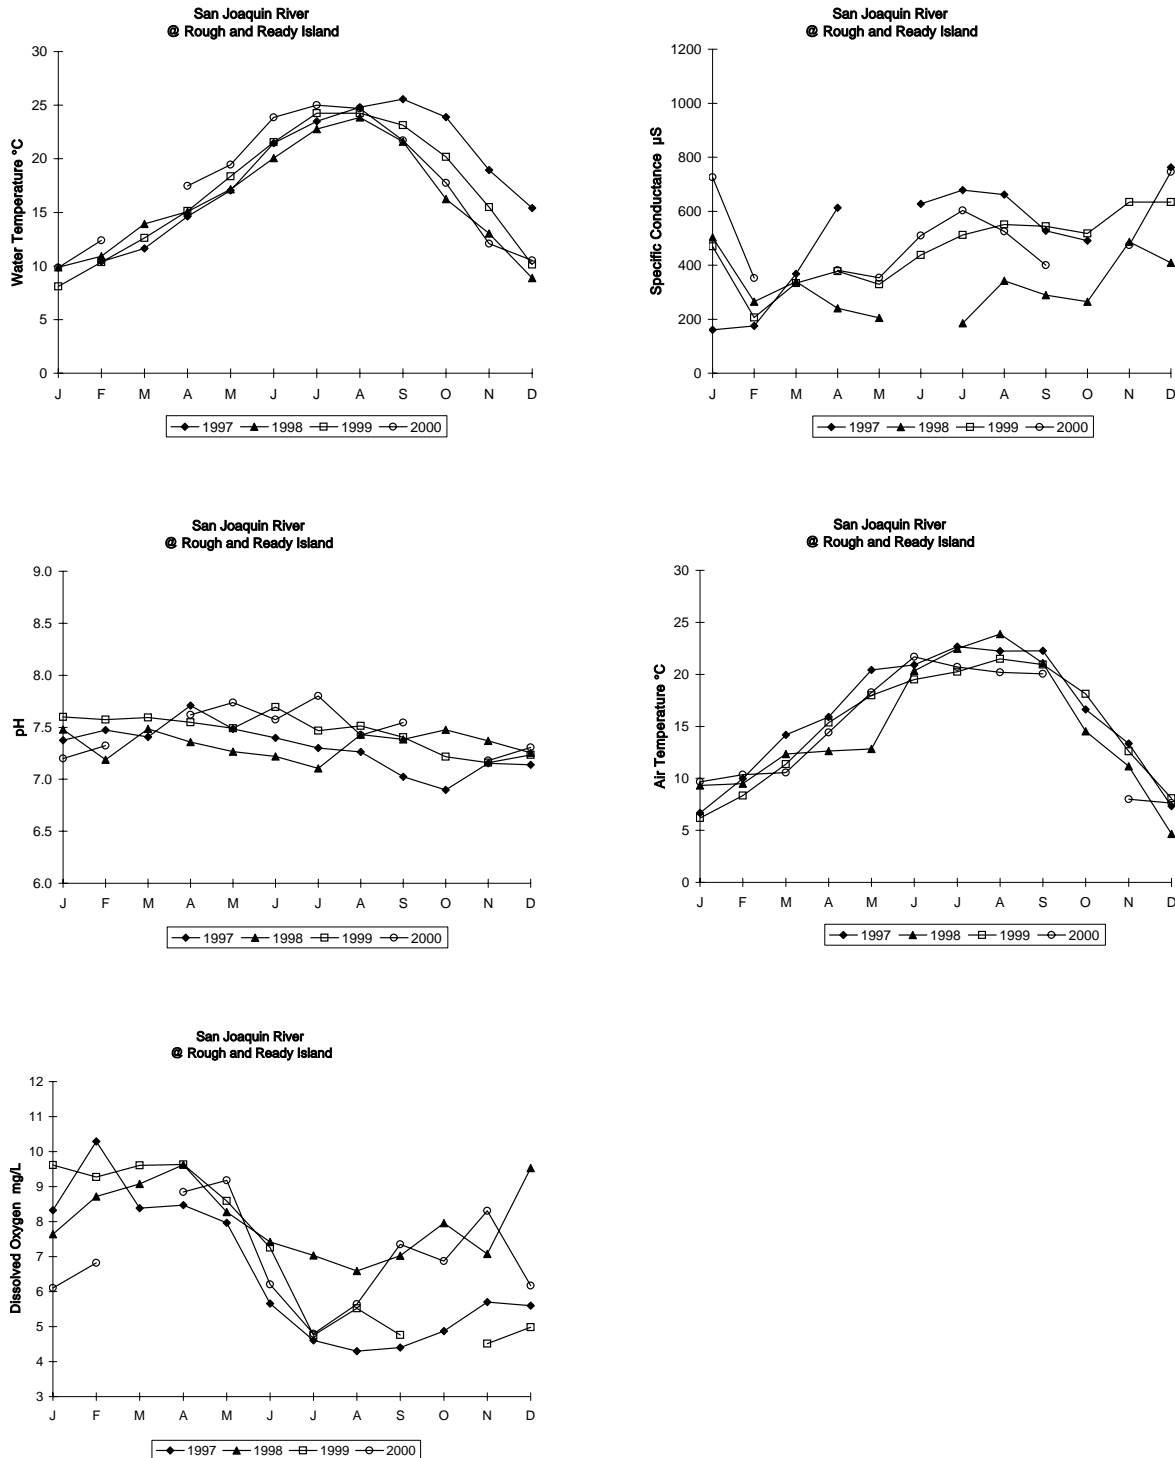 San Joaquin River
@ Rough and Ready Island
Water Temperature °C
30
25
20
15
10
5
0
J F M A M J J A S O N D
1997 1998 1999 2000
San Joaquin River
@ Rough and Ready Island
Specific Conductance µS
1200
1000
800
600
400
200
0
J F M A M J J A S O N D
1997 1998 1999 2000
San Joaquin River
@ Rough and Ready Island
pH
9.0
8.5
8.0
7.5
7.0
6.5
6.0
J F M A M J J A S O N D
1997 1998 1999 2000
San Joaquin River
@ Rough and Ready Island
Air Temperature °C
30
25
20
15
10
5
0
J F M A M J J A S O N D
1997 1998 1999 2000
San Joaquin River
@ Rough and Ready Island
Dissolved Oxygen mg/L
12
11
10
9
8
7
6
5
4
3
J F M A M J J A S O N D
1997 1998 1999 2000